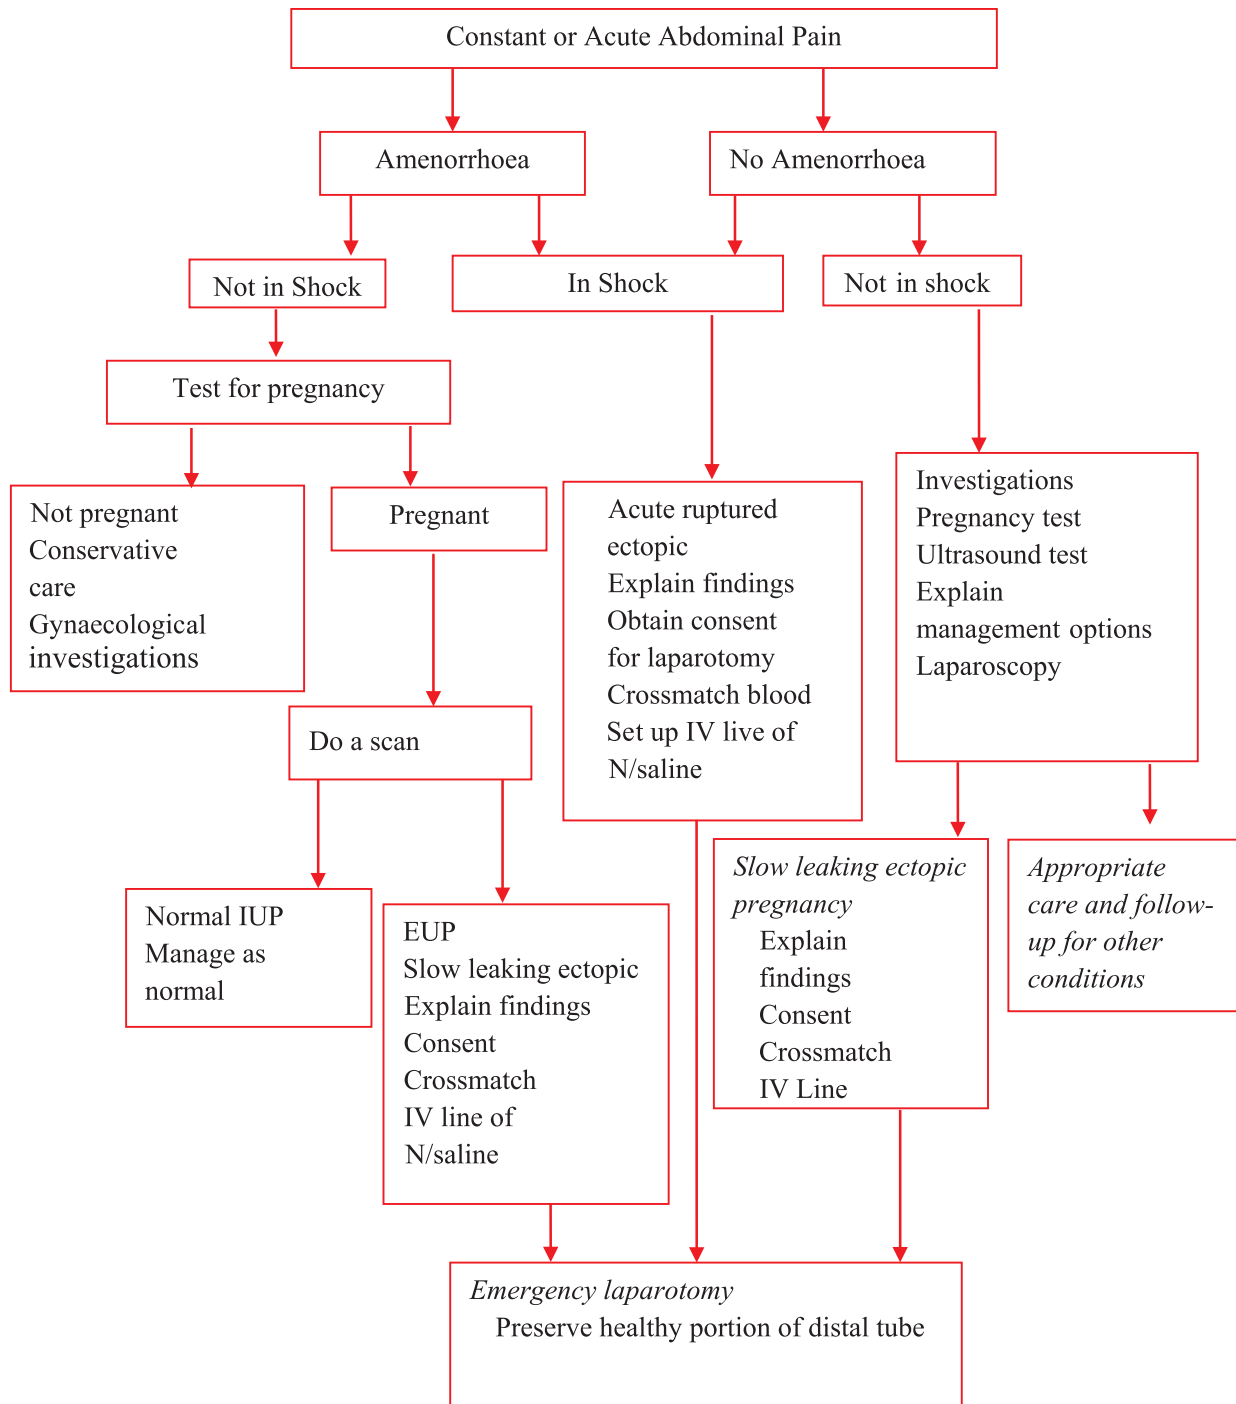 Constant or Acute Abdominal Pain
Amenorrhoea
No Amenorrhoea
Not in Shock
In Shock
Not in shock
Test for pregnancy
Not pregnant
Conservative
care
Gynaecological
investigations
Pregnant
Acute ruptured
ectopic
Explain findings
Obtain consent
for laparotomy
Crossmatch blood
Set up IV live of
N/saline
Investigations
Pregnancy test
Ultrasound test
Explain
management options
Laparoscopy
Do a scan
Normal IUP
Manage as
normal
EUP
Slow leaking ectopic
Explain findings
Consent
Crossmatch
IV line of
N/saline
Slow leaking ectopic
pregnancy
Explain
findings
Consent
Crossmatch
IV Line
Appropriate
care and follow-
up for other
conditions
Emergency laparotomy
Preserve healthy portion of distal tube